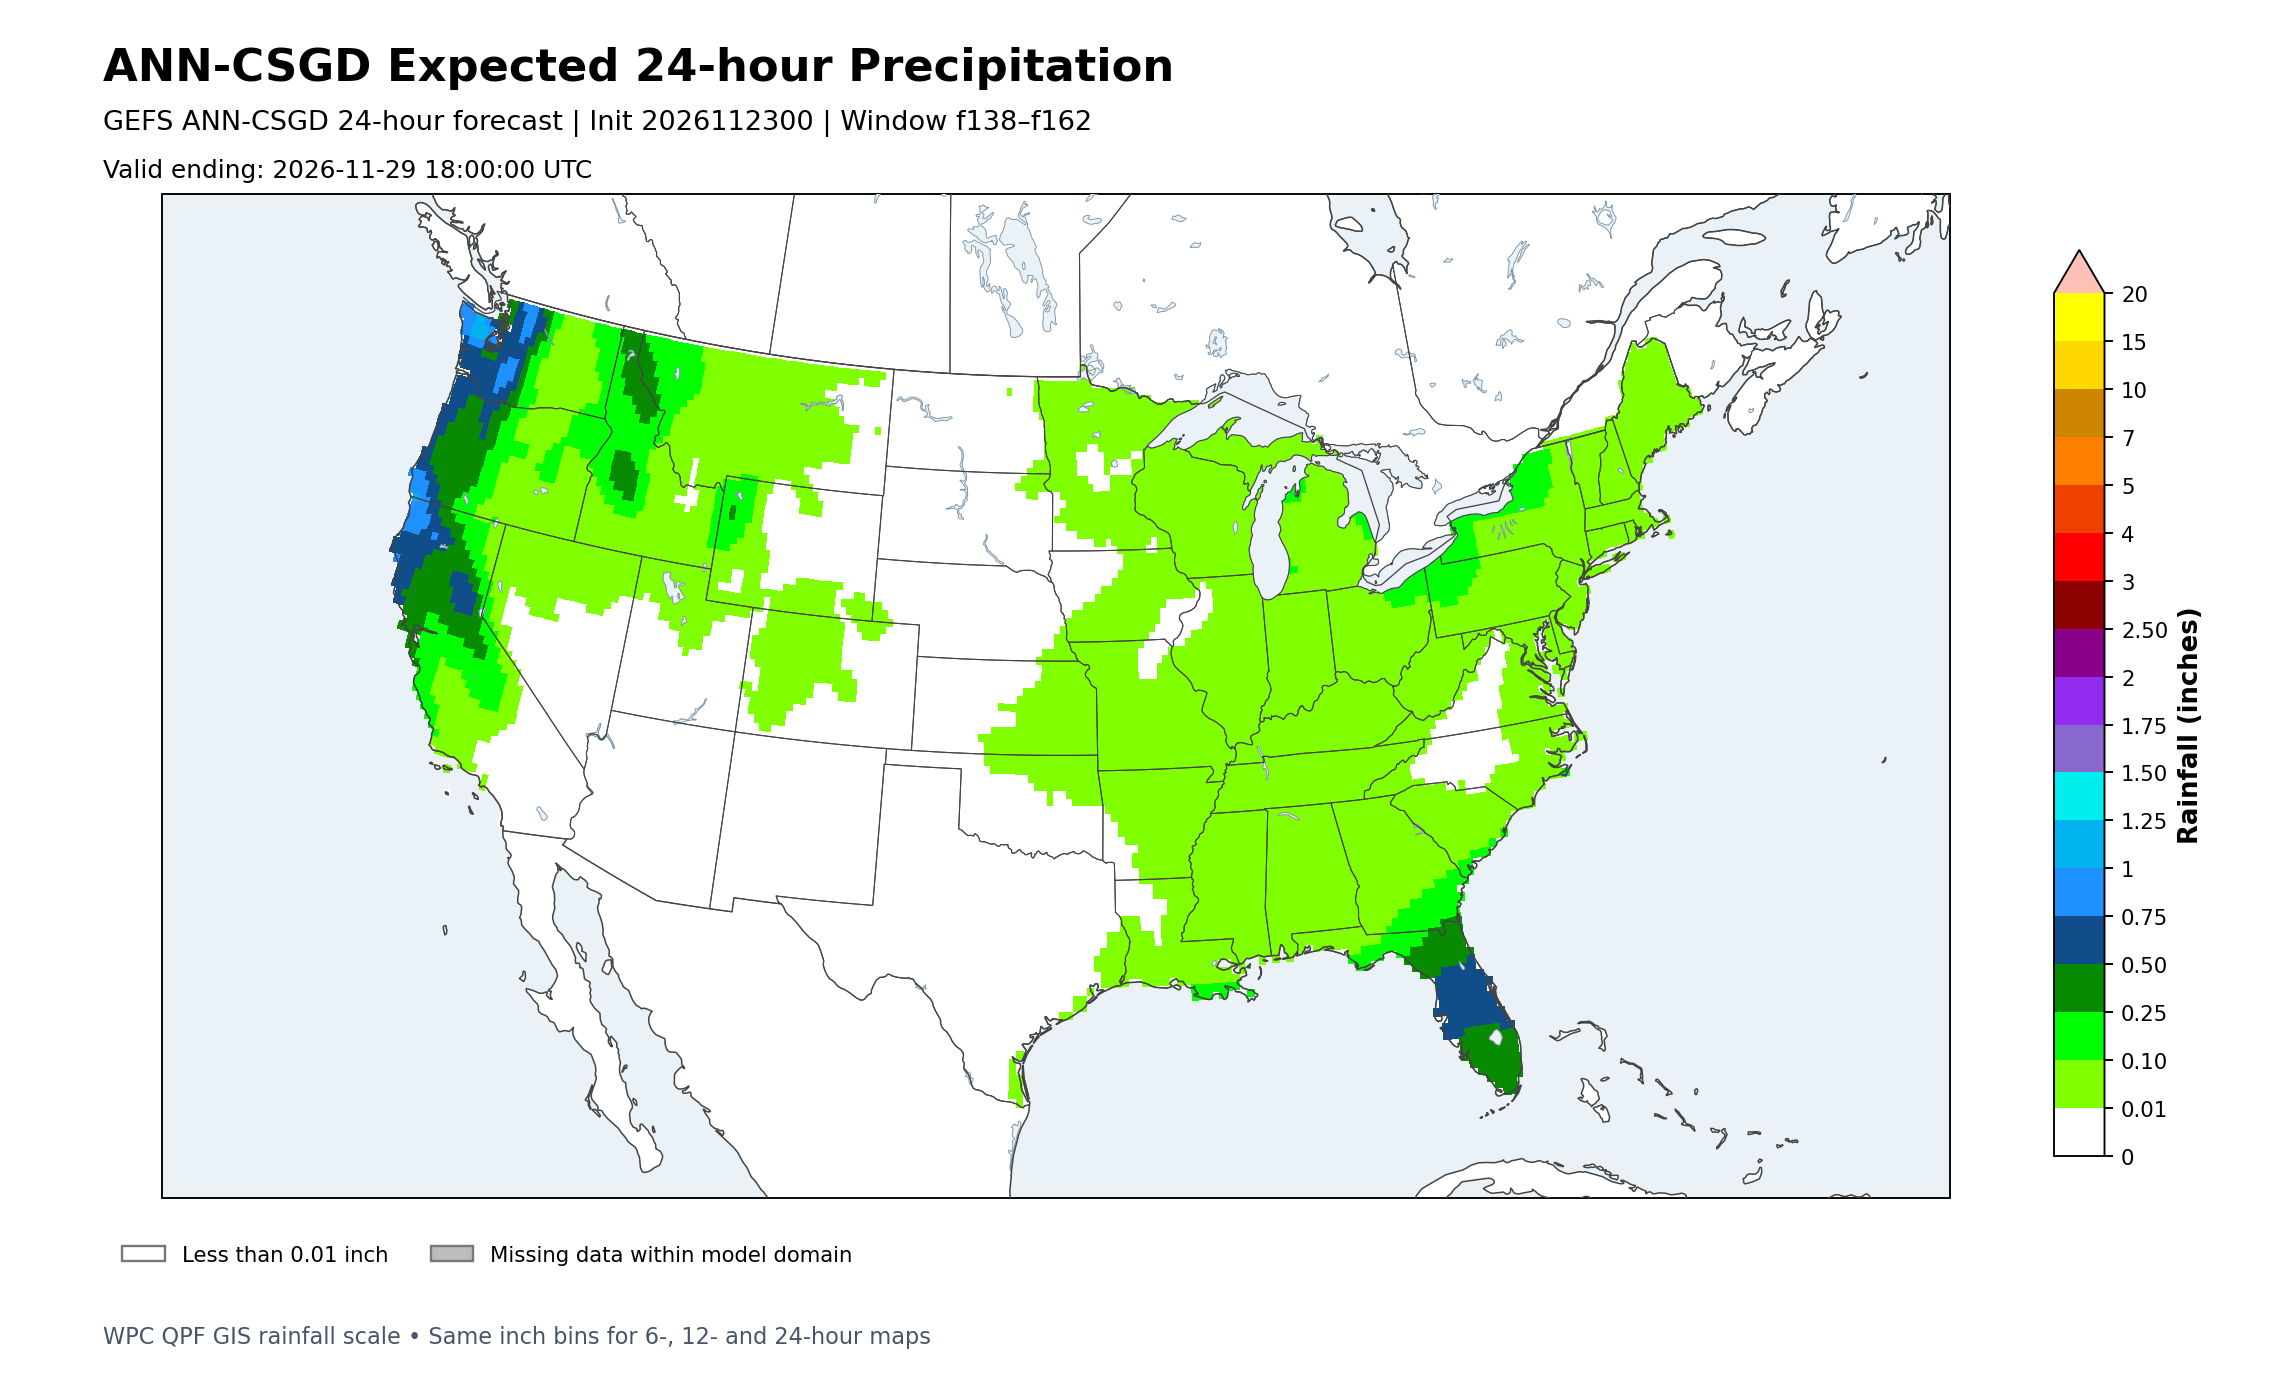 ANN-CSGD Expected 24-hour Precipitation
GEFS ANN-CSGD 24-hour forecast | Init 2026112300 | Window f138–f162
Valid ending: 2026-11-29 18:00:00 UTC
20
15
10
7
5
4
3
2.50
2
1.75
1.50
1.25
1
0.75
0.50
0.25
0.10
0.01
0
Rainfall (inches)
Less than 0.01 inch
Missing data within model domain
WPC QPF GIS rainfall scale • Same inch bins for 6-, 12- and 24-hour maps